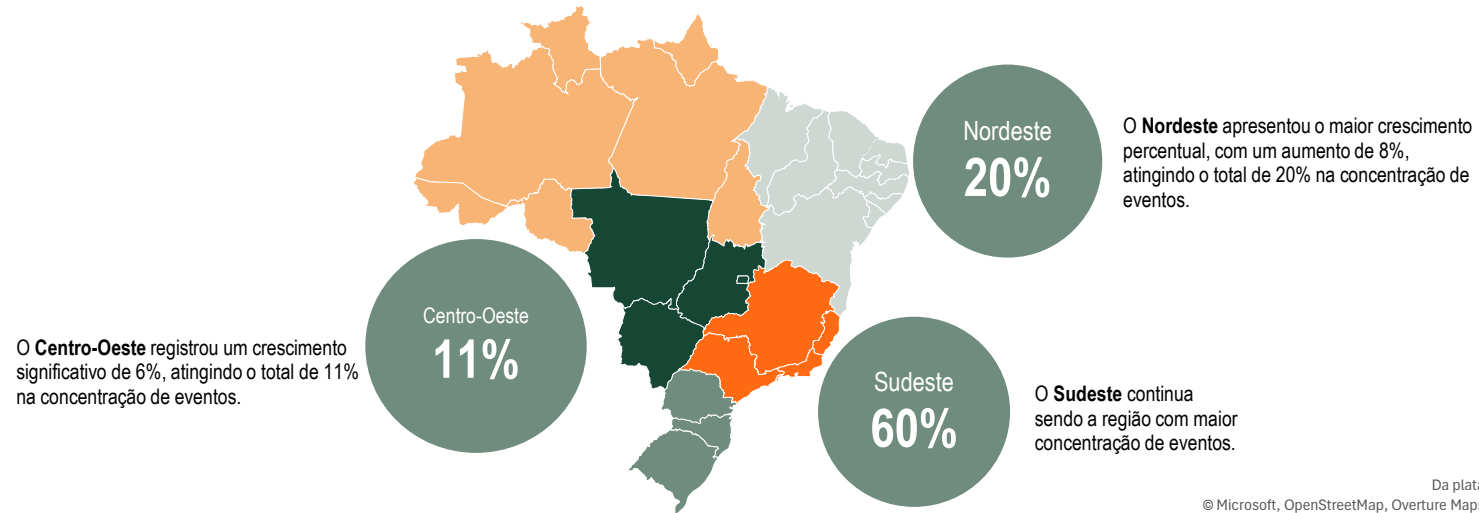 Nordeste
20%
O Nordeste apresentou o maior crescimento
percentual, com um aumento de 8%,
atingindo o total de 20% na concentração de
eventos.
Centro-Oeste
11%
O Centro-Oeste registrou um crescimento
significativo de 6%, atingindo o total de 11%
na concentração de eventos.
Sudeste
60%
O Sudeste continua
sendo a região com maior
concentração de eventos.
Da plata
© Microsoft, OpenStreetMap, Overture Maps